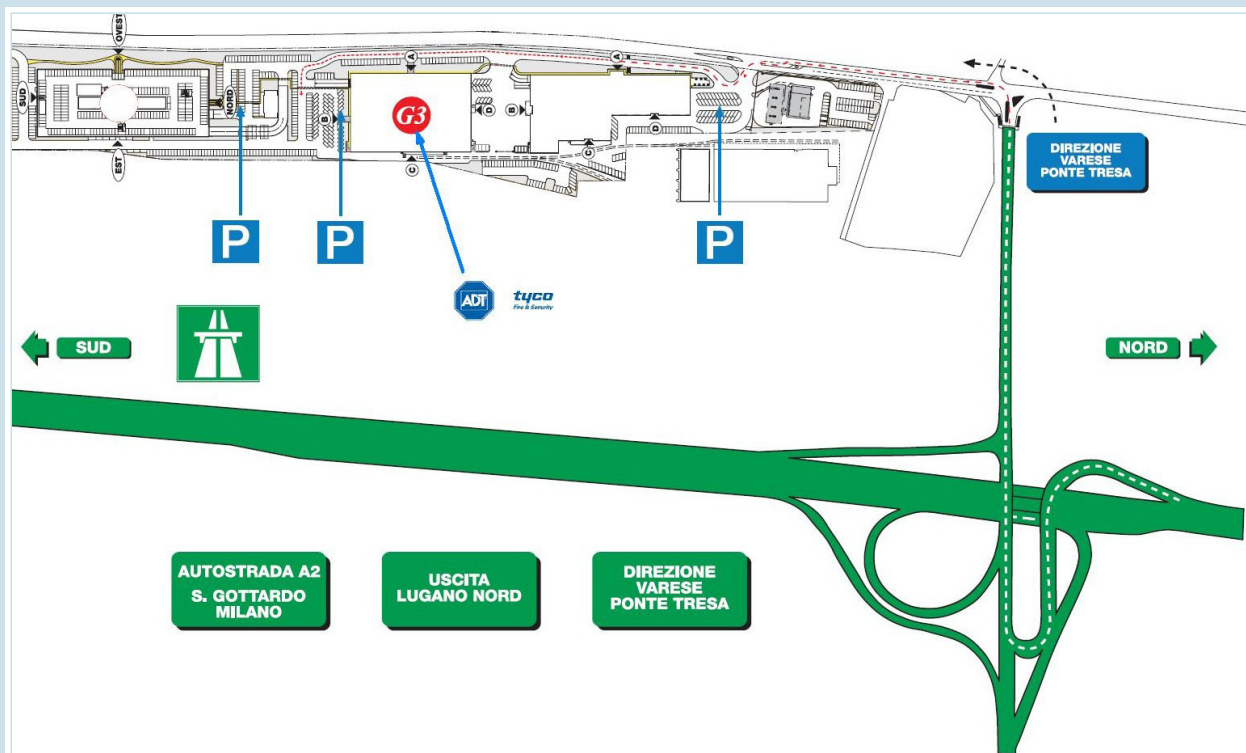 OVEST
SUD
NORD
EST
A
B
G3
D
C
A
B
D
C
P
P
P
DIREZIONE
VARESE
PONTE TRESA
ADT
tyco
Fire & Security
SUD
NORD
AUTOSTRADA A2
S. GOTTARDO
MILANO
USCITA
LUGANO NORD
DIREZIONE
VARESE
PONTE TRESA